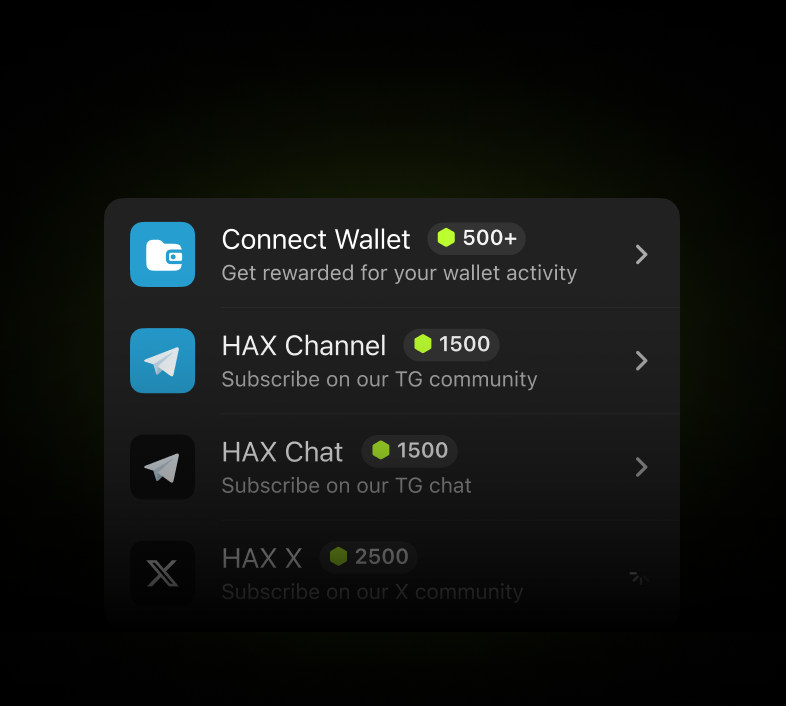 Connect Wallet 500+
Get rewarded for your wallet activity
HAX Channel 1500
Subscribe on our TG community
HAX Chat 1500
Subscribe on our TG chat
HAX X 2500
Subscribe on our X community